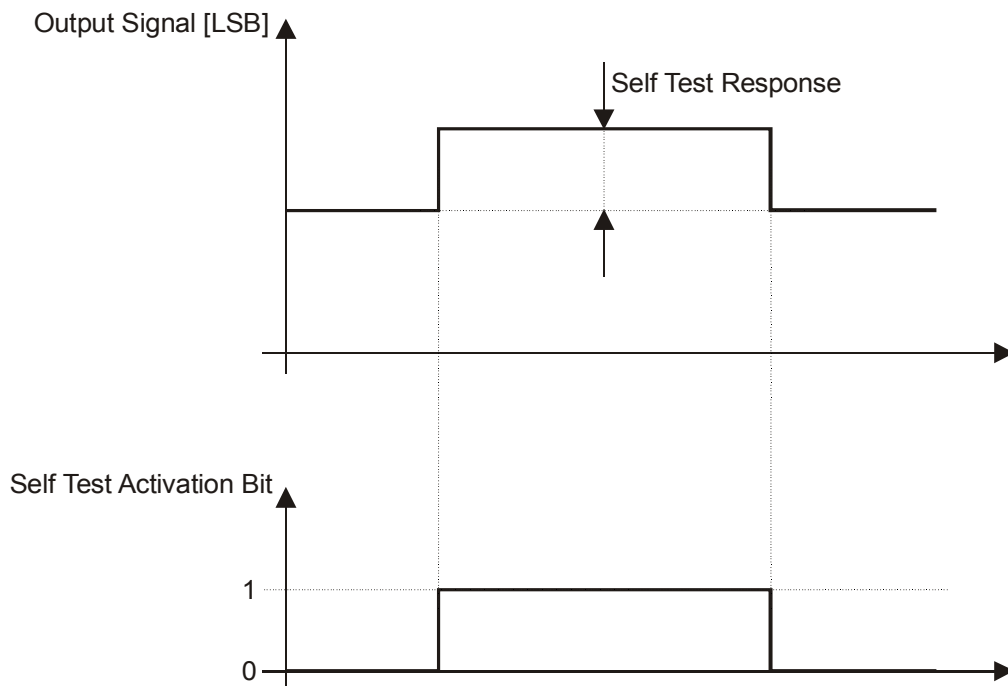 Output Signal [LSB]
Self Test Response
Self Test Activation Bit
1
0